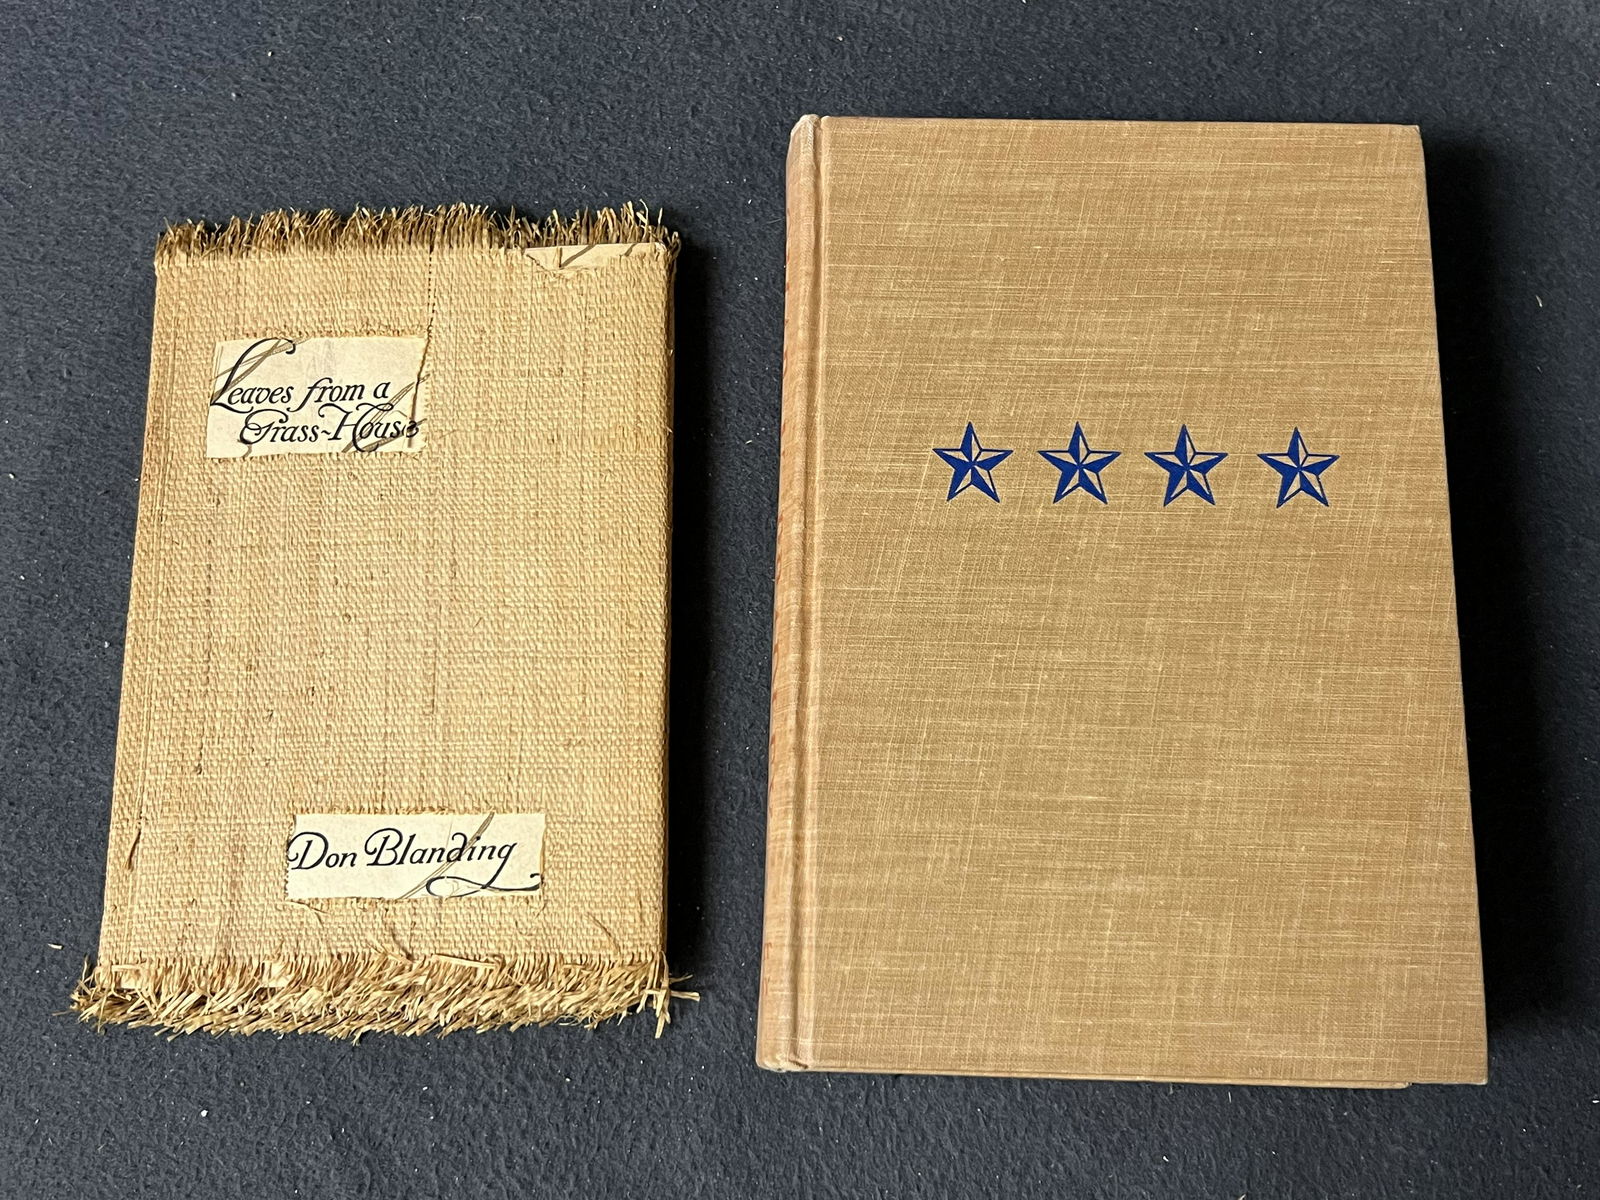 Leaves from a
Grass-House
Don Blanding